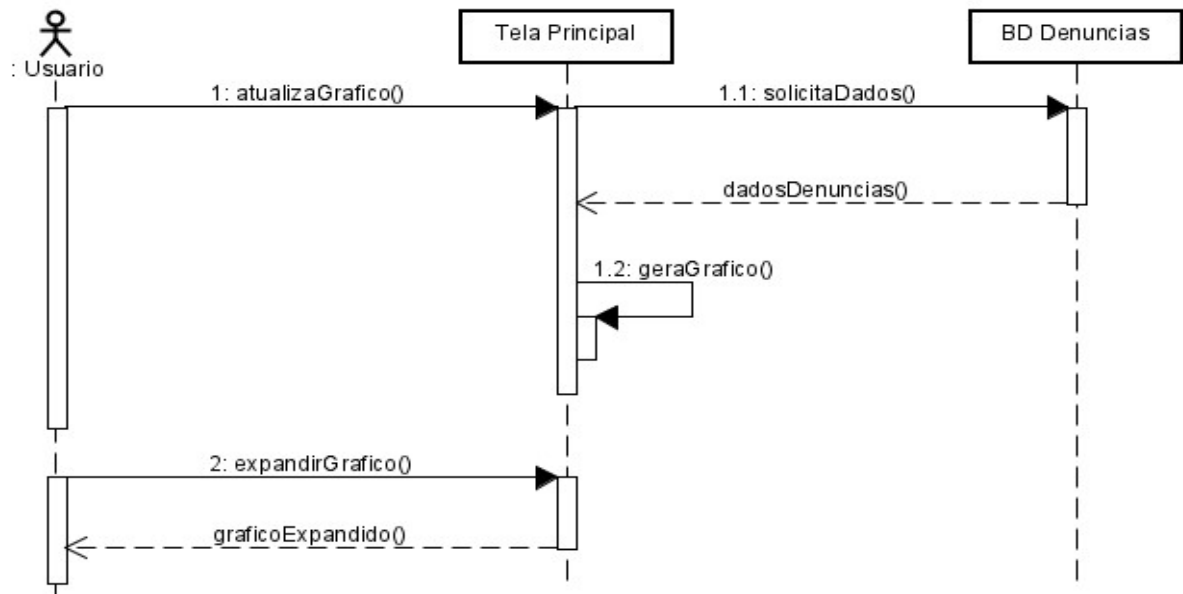 Tela Principal
BD Denuncias
: Usuario
1: atualizaGrafico()
1.1: solicitaDados()
dadosDenuncias()
1.2: geraGrafico()
2: expandirGrafico()
graficoExpandido()